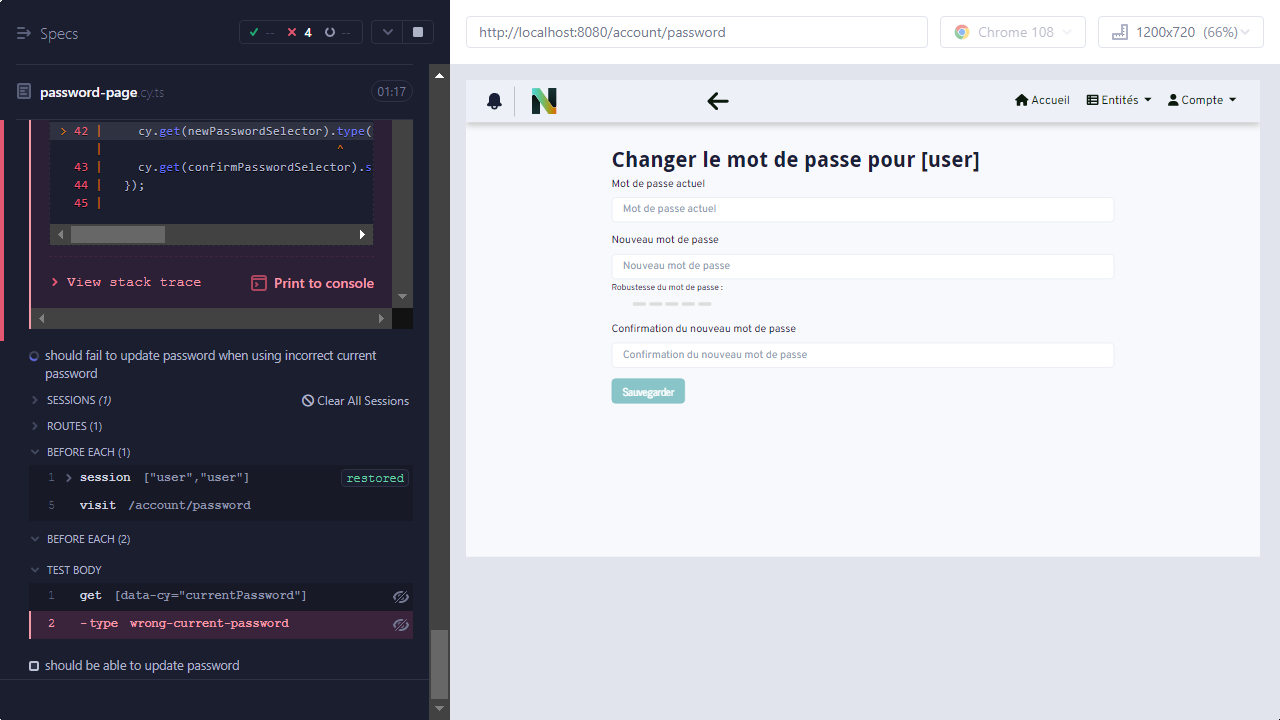 Specs
-- 4 --
password-page.cy.ts
01:17
> 42 | cy.get(newPasswordSelector).type(
| ^
43 | cy.get(confirmPasswordSelector).s
44 | });
45 |
> View stack trace
Print to console
should fail to update password when using incorrect current
password
SESSIONS (1)
Clear All Sessions
ROUTES (1)
BEFORE EACH (1)
1 > session ["user","user"] restored
5 visit /account/password
BEFORE EACH (2)
TEST BODY
1 get [data-cy="currentPassword"]
2 -type wrong-current-password
should be able to update password
http://localhost:8080/account/password
Chrome 108
1200x720 (66%)
Accueil
Entités
Compte
Changer le mot de passe pour [user]
Mot de passe actuel
Mot de passe actuel
Nouveau mot de passe
Nouveau mot de passe
Robustesse du mot de passe :
Confirmation du nouveau mot de passe
Confirmation du nouveau mot de passe
Sauvegarder